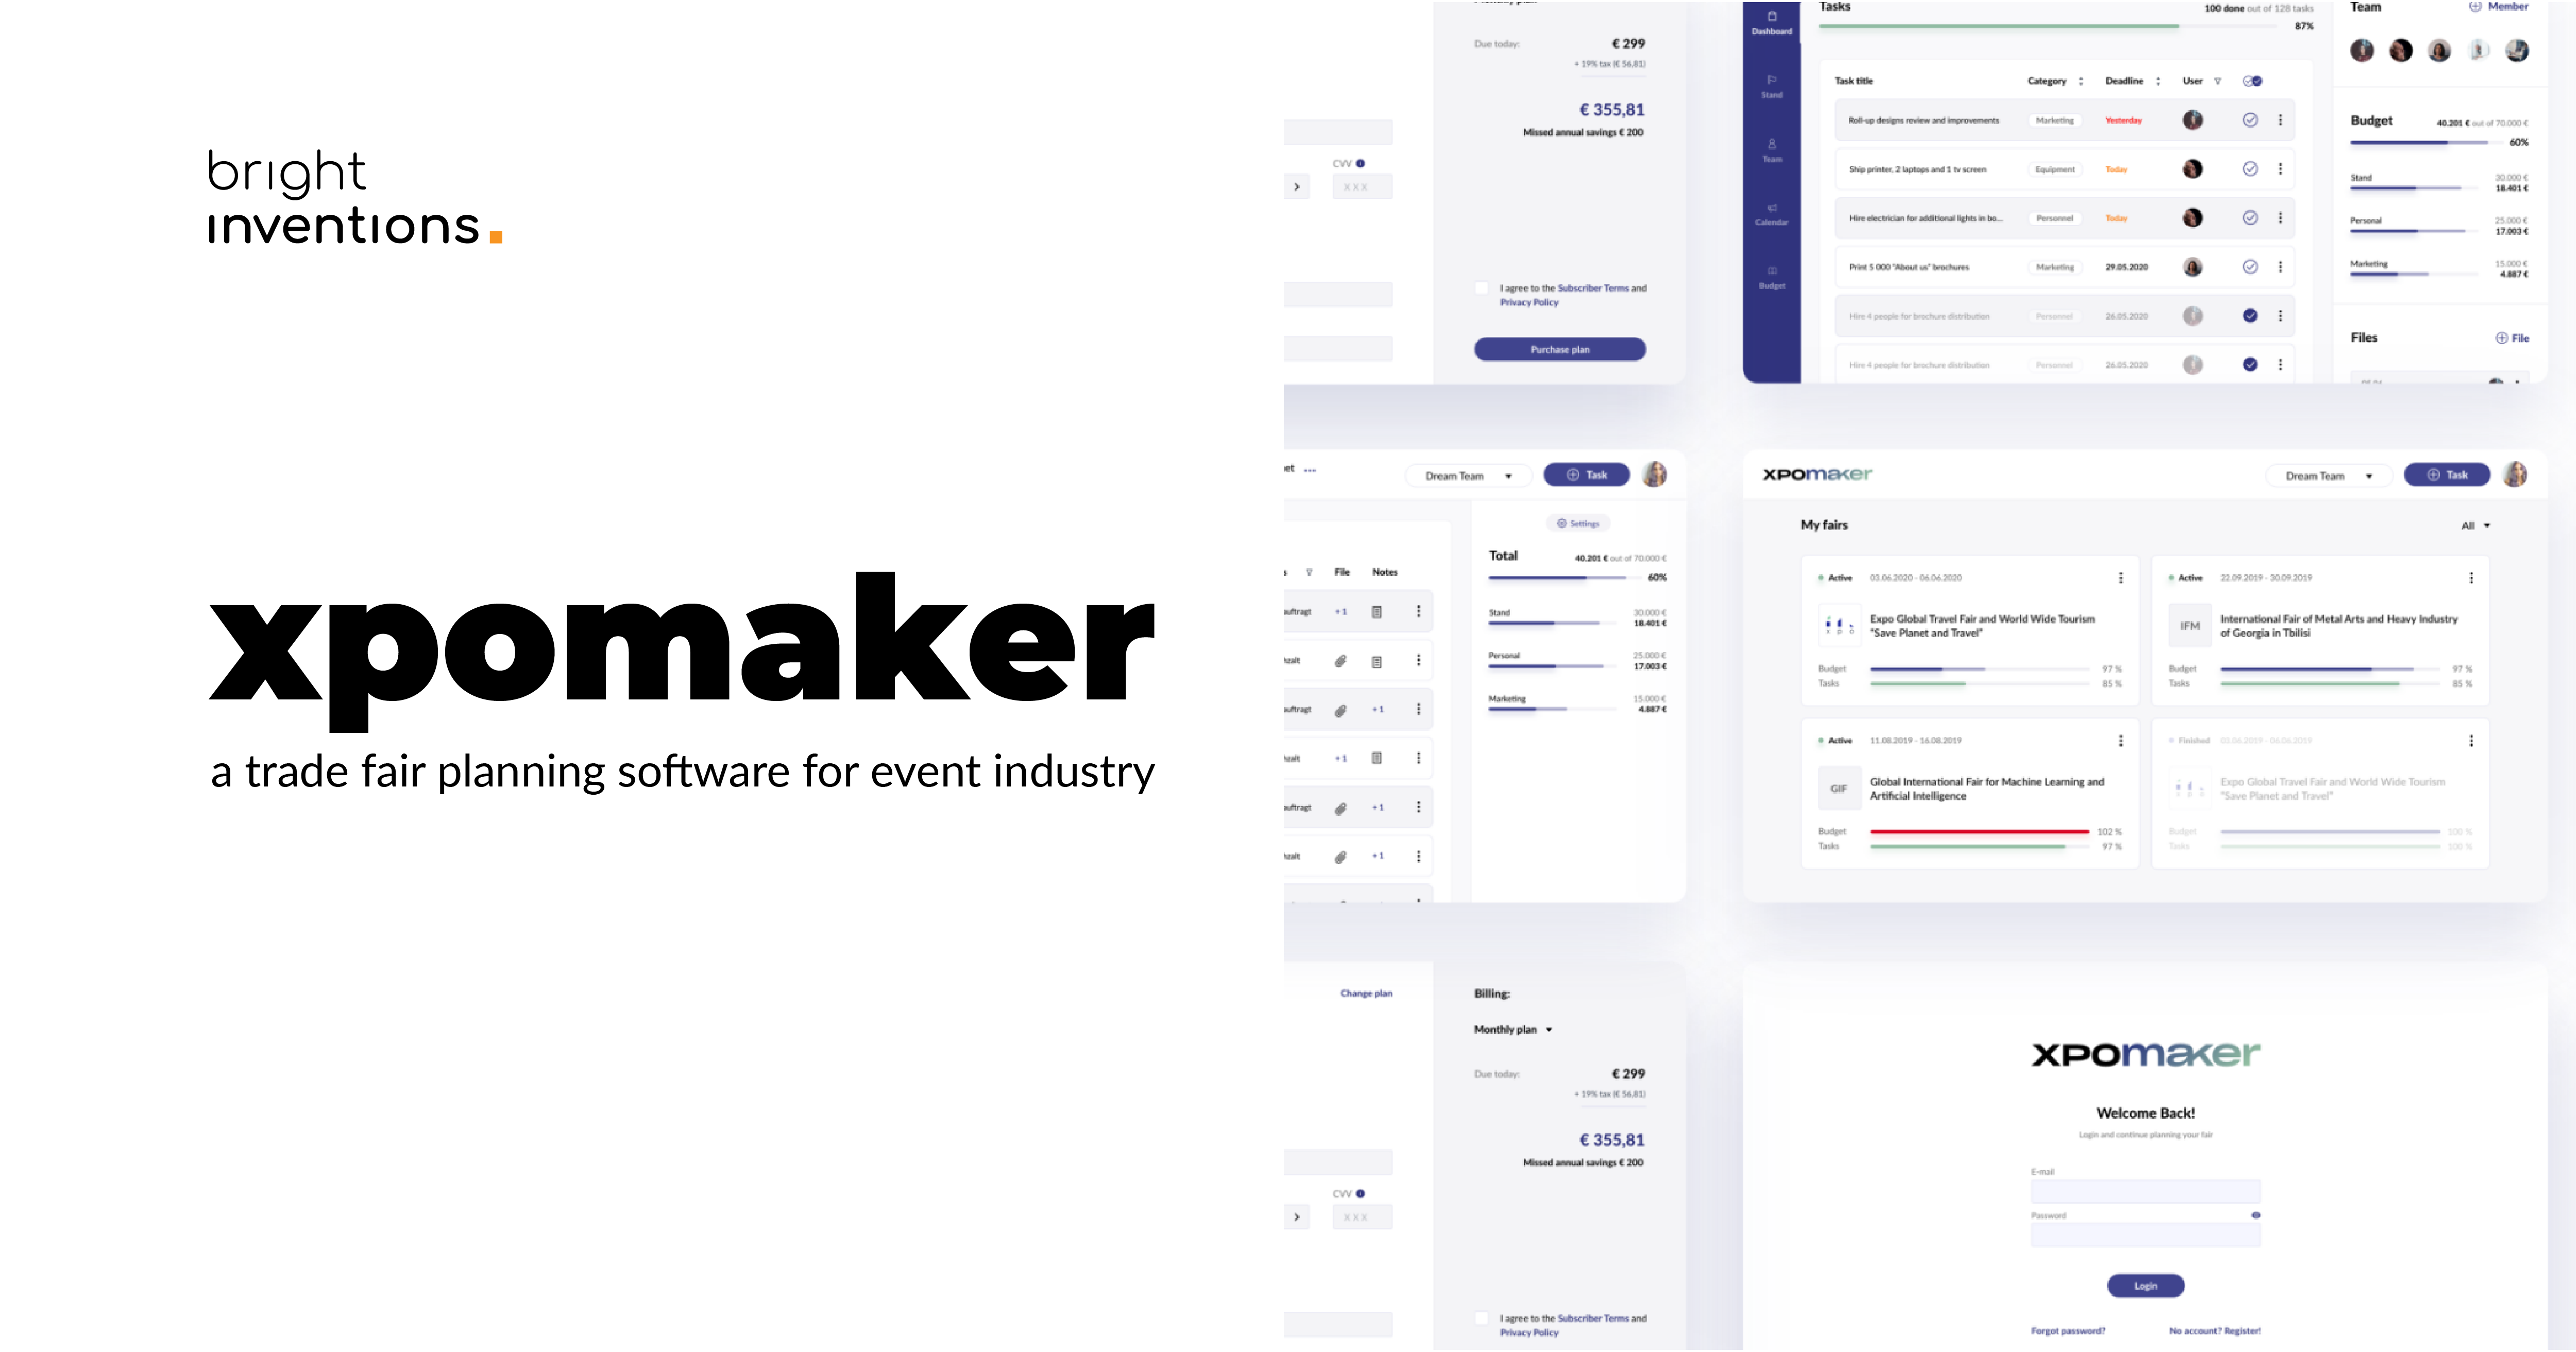 bright
inventions
xpomaker
a trade fair planning software for event industry
Due today: € 299
+ 19% tax (€ 56,81)
€ 355,81
Missed annual savings € 200
CVV
XXX
I agree to the Subscriber Terms and
Privacy Policy
Purchase plan
Dashboard
Stand
Team
Calendar
Budget
Tasks 100 done out of 128 tasks
87%
Task title Category Deadline User
Roll-up designs review and improvements Marketing Yesterday
Ship printer, 2 laptops and 1 tv screen Equipment Today
Hire electrician for additional lights in bo... Personnel Today
Print 5 000 "About us" brochures Marketing 29.05.2020
Hire 4 people for brochure distribution Personnel 26.05.2020
Hire 4 people for brochure distribution Personnel 26.05.2020
Team Member
Budget 40.201 € out of 70.000 €
60%
Stand 30.000 €
18.401 €
Personal 25.000 €
17.003 €
Marketing 15.000 €
4.887 €
Files File
et ... Dream Team Task
Settings
File Notes
+1
+1
+1
+1
+1
Total 40.201 € out of 70.000 €
60%
Stand 30.000 €
18.401 €
Personal 25.000 €
17.003 €
Marketing 15.000 €
4.887 €
xpomaker Dream Team Task
My fairs All
Active 03.06.2020 - 06.06.2020
xpo
Expo Global Travel Fair and World Wide Tourism
"Save Planet and Travel"
Budget 97 %
Tasks 85 %
Active 22.09.2019 - 30.09.2019
IFM
International Fair of Metal Arts and Heavy Industry
of Georgia in Tbilisi
Budget 97 %
Tasks 85 %
Active 11.08.2019 - 16.08.2019
GIF
Global International Fair for Machine Learning and
Artificial Intelligence
Budget 102 %
Tasks 97 %
Finished 03.06.2019 - 06.06.2019
Expo Global Travel Fair and World Wide Tourism
"Save Planet and Travel"
Budget 100 %
Tasks 100 %
Change plan
Billing:
Monthly plan
Due today: € 299
+ 19% tax (€ 56,81)
€ 355,81
Missed annual savings € 200
CVV
XXX
I agree to the Subscriber Terms and
Privacy Policy
xpomaker
Welcome Back!
Login and continue planning your fair
E-mail
Password
Login
Forgot password? No account? Register!